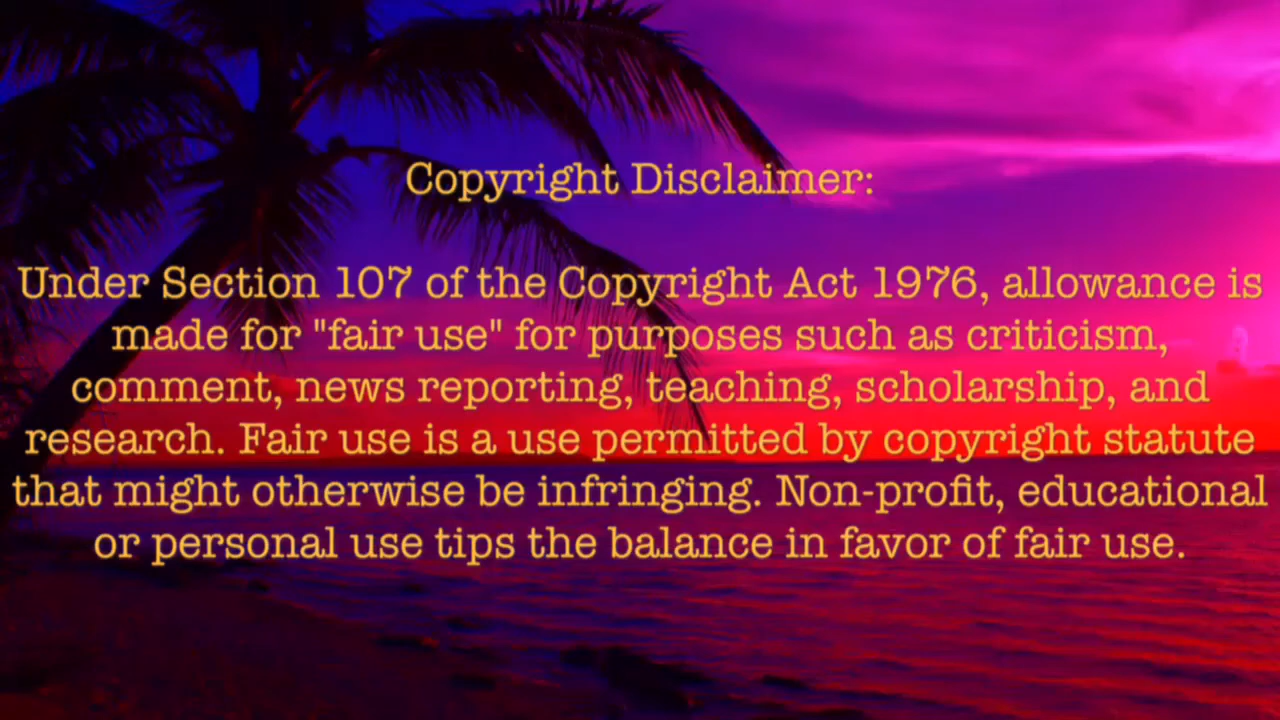 Copyright Disclaimer:
Under Section 107 of the Copyright Act 1976, allowance is
made for "fair use" for purposes such as criticism,
comment, news reporting, teaching, scholarship, and
research. Fair use is a use permitted by copyright statute
that might otherwise be infringing. Non-profit, educational
or personal use tips the balance in favor of fair use.